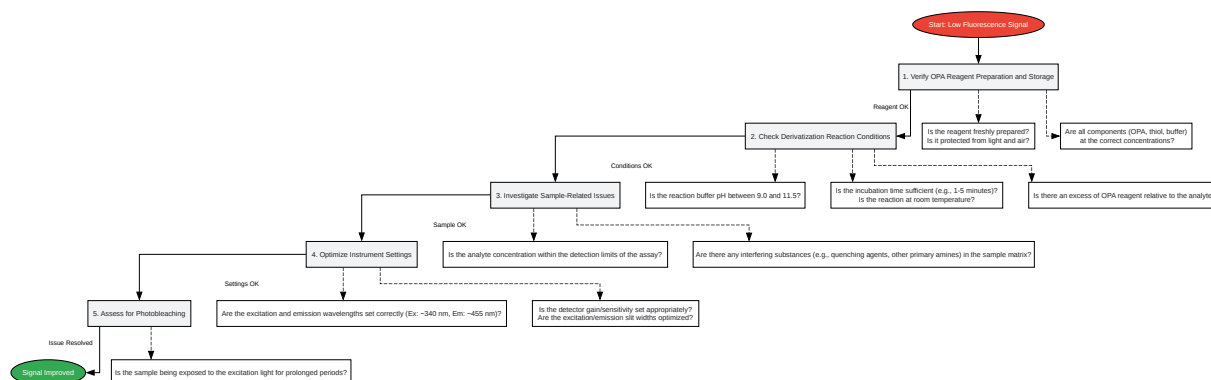 Start: Low Fluorescence Signal
1. Verify OPA Reagent Preparation and Storage
Reagent OK
Is the reagent freshly prepared?
Is it protected from light and air?
Are all components (OPA, thiol, buffer)
at the correct concentrations?
2. Check Derivatization Reaction Conditions
Conditions OK
Is the reaction buffer pH between 9.0 and 11.5?
Is the incubation time sufficient (e.g., 1-5 minutes)?
Is the reaction at room temperature?
Is there an excess of OPA reagent relative to the analyte
3. Investigate Sample-Related Issues
Sample OK
Is the analyte concentration within the detection limits of the assay?
Are there any interfering substances (e.g., quenching agents, other primary amines) in the sample matrix?
4. Optimize Instrument Settings
Settings OK
Are the excitation and emission wavelengths set correctly (Ex: ~340 nm, Em: ~455 nm)?
Is the detector gain/sensitivity set appropriately?
Are the excitation/emission slit widths optimized?
5. Assess for Photobleaching
Issue Resolved
Signal Improved
Is the sample being exposed to the excitation light for prolonged periods?